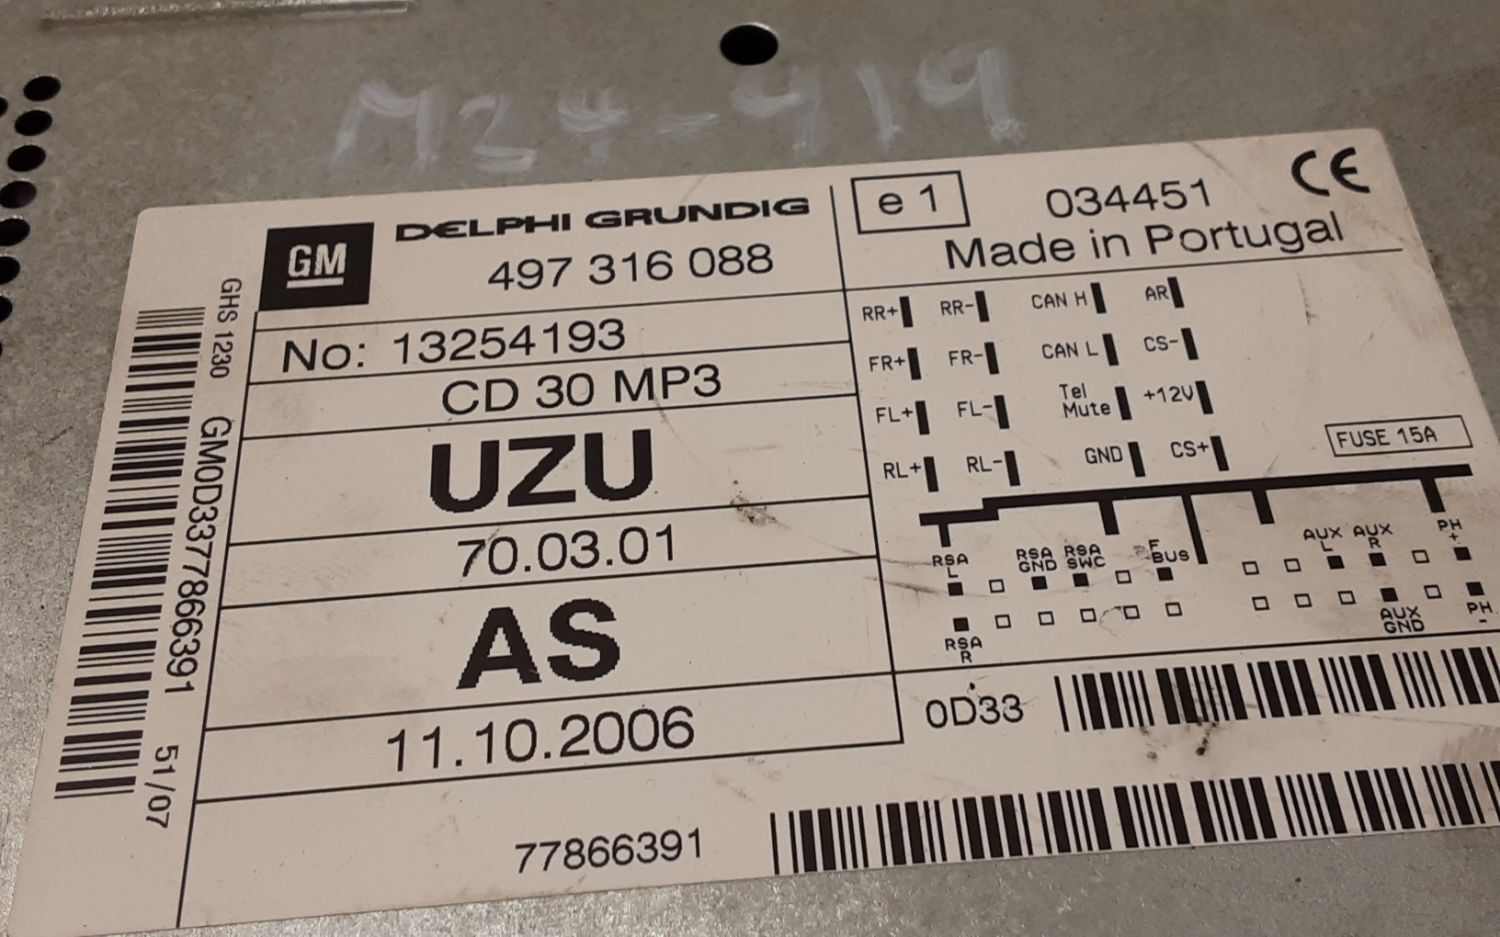 M24-919
GM
DELPHI GRUNDIG
497 316 088
e 1
034451
CE
Made in Portugal
No: 13254193
CD 30 MP3
UZU
70.03.01
AS
11.10.2006
GHS 1230 GM0D3377866391 51/07
RR+ RR- CAN H AR
FR+ FR- CAN L CS-
FL+ FL- Tel Mute +12V
RL+ RL- GND CS+
FUSE 15A
RSA L
RSA GND
RSA SWC
F BUS
AUX L
AUX R
PH +
RSA R
AUX GND
PH -
0D33
77866391